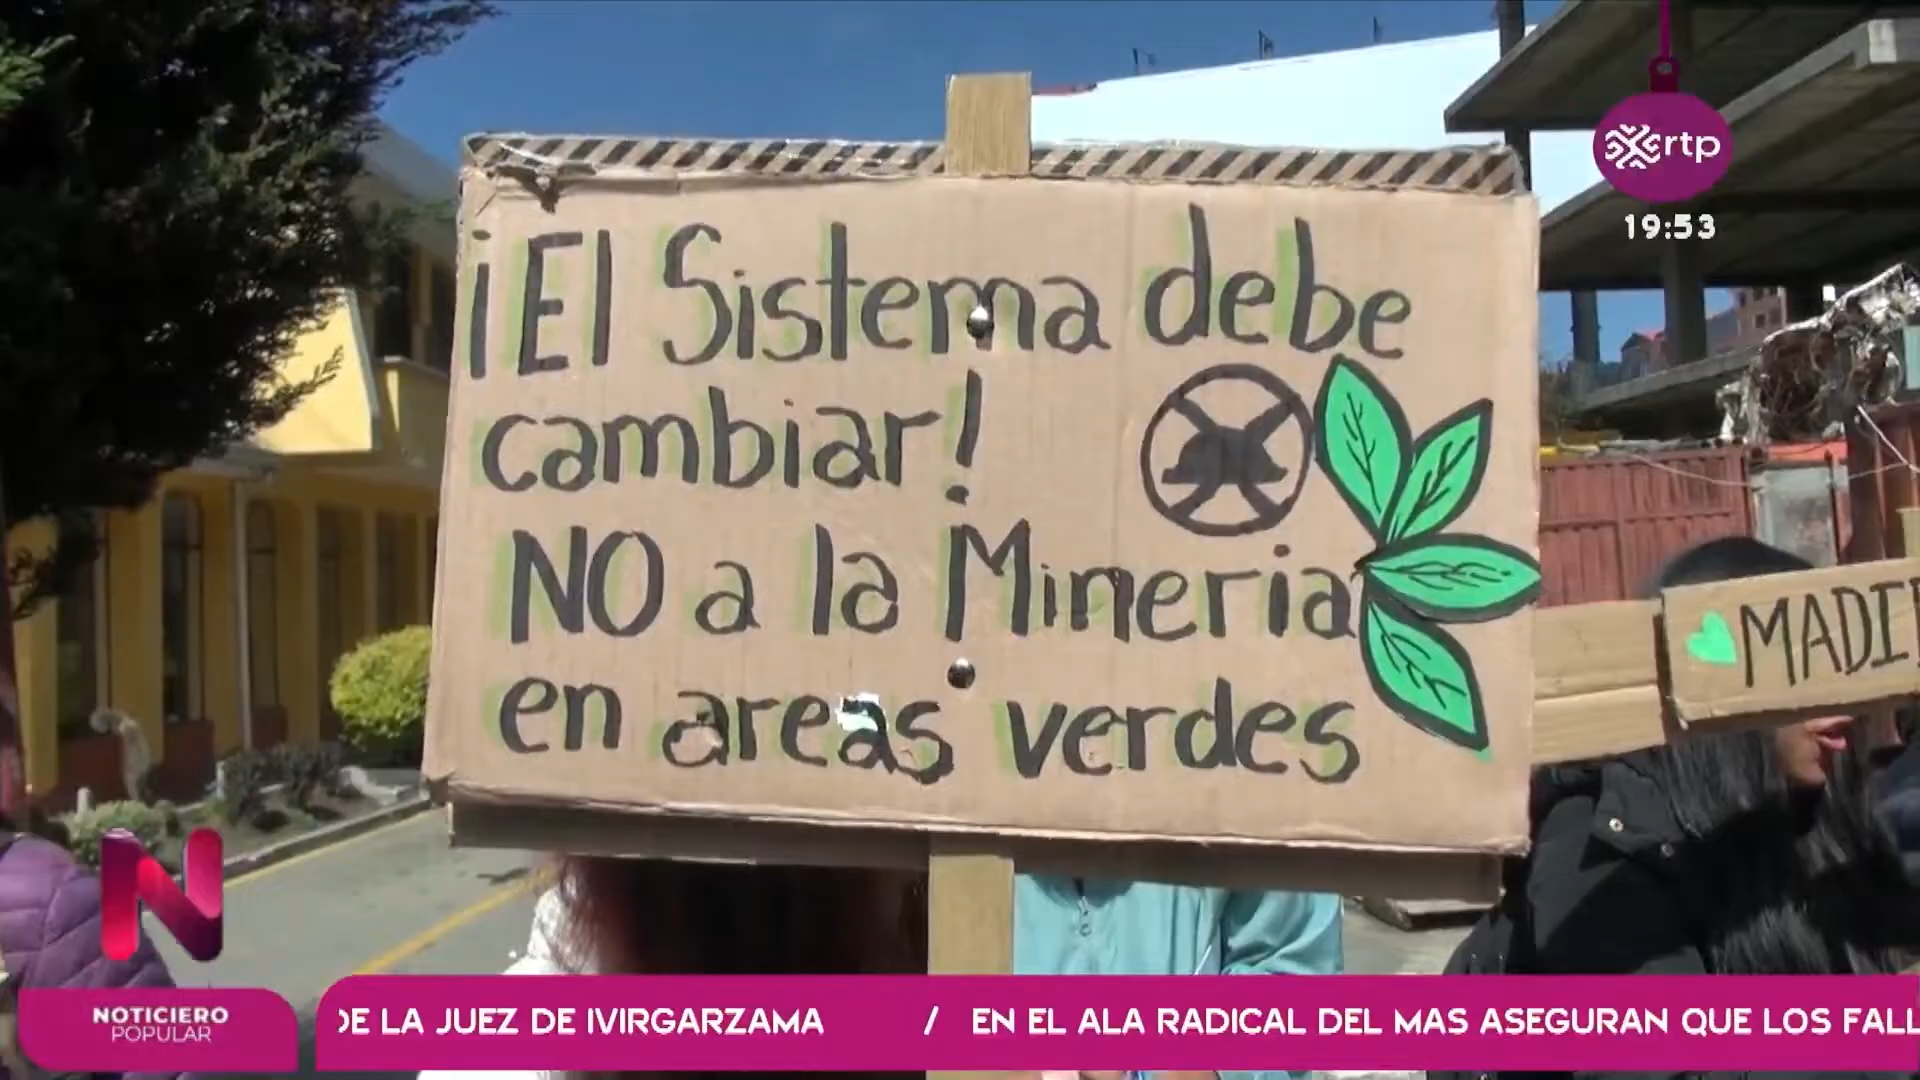 rtp
19:53
¡El Sistema debe
cambiar!
NO a la Mineria
en areas verdes
N
NOTICIERO
POPULAR
DE LA JUEZ DE IVIRGARZAMA / EN EL ALA RADICAL DEL MAS ASEGURAN QUE LOS FALL